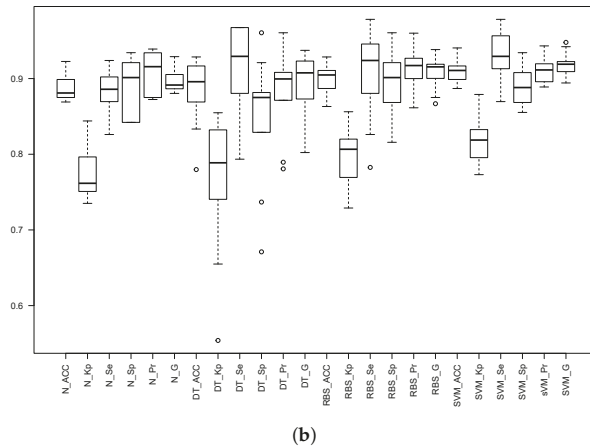 0.9
0.8
0.7
0.6
N_ACC
N_Kp
N_Se
N_Sp
N_Pr
N_G
DT_ACC
DT_Kp
DT_Se
DT_Sp
DT_Pr
DT_G
RBS_ACC
RBS_Kp
RBS_Se
RBS_Sp
RBS_Pr
RBS_G
SVM_ACC
SVM_Kp
SVM_Se
SVM_Sp
sVM_Pr
SVM_G
(b)